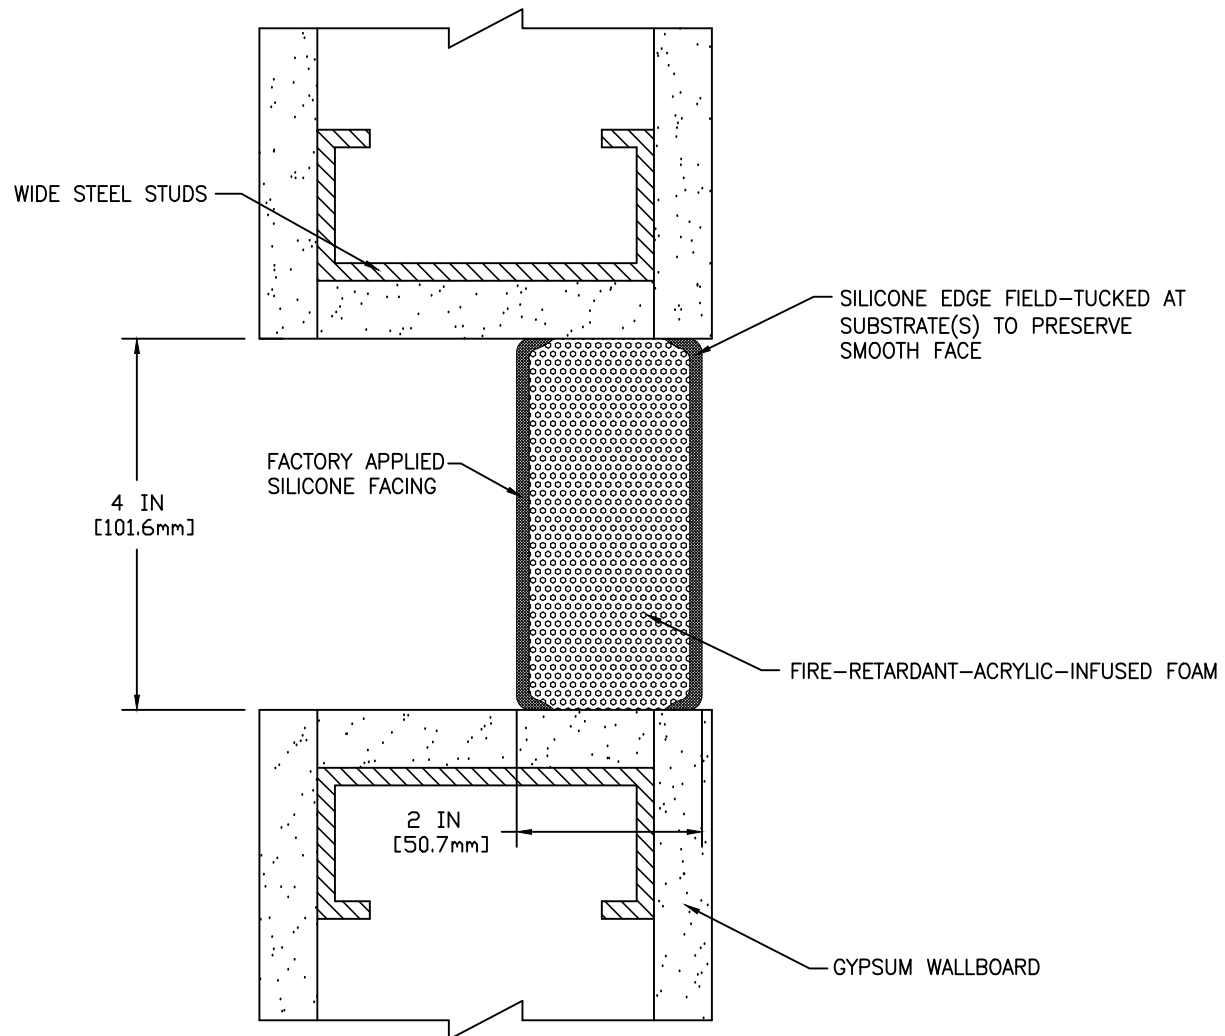 WIDE STEEL STUDS
SILICONE EDGE FIELD-TUCKED AT
SUBSTRATE(S) TO PRESERVE
SMOOTH FACE
FACTORY APPLIED
SILICONE FACING
4 IN
[101.6mm]
FIRE-RETARDANT-ACRYLIC-INFUSED FOAM
2 IN
[50.7mm]
GYPSUM WALLBOARD